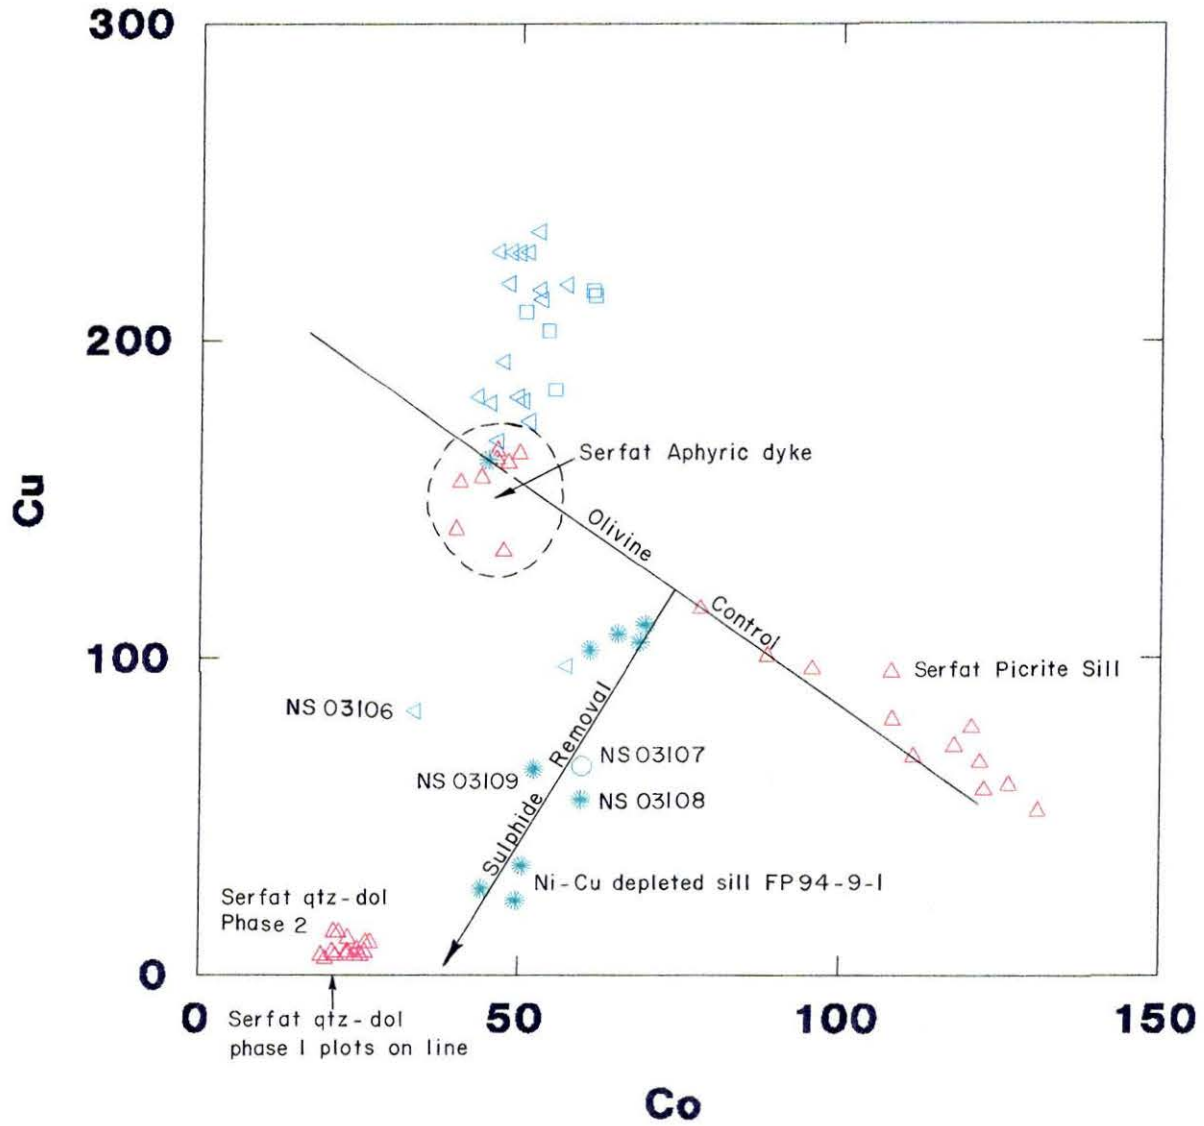 300
200
Cu
Serfat Aphyric dyke
Olivine
Control
100
Serfat Picrite Sill
NS 03106
Removal
NS 03107
NS 03109
NS 03108
Sulphide
Ni-Cu depleted sill FP94-9-1
Serfat qtz-dol
Phase 2
0
0
50
100
150
Serfat qtz-dol
phase 1 plots on line
Co